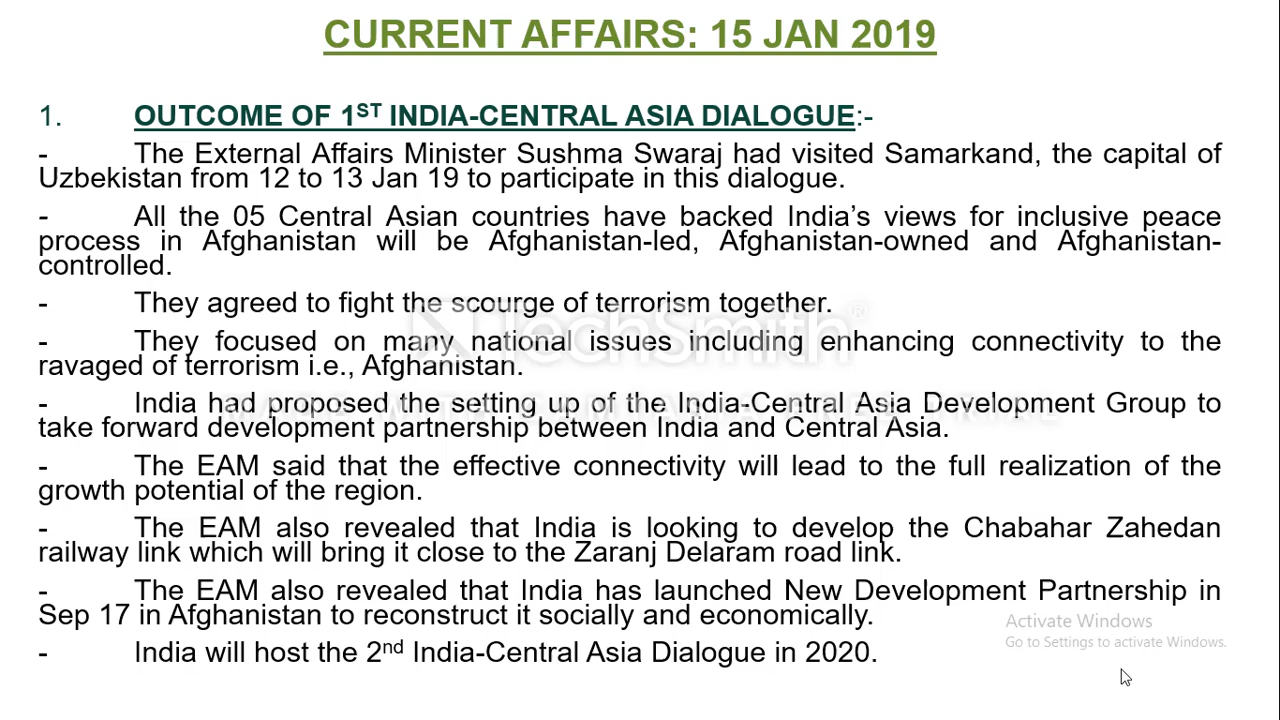 CURRENT AFFAIRS: 15 JAN 2019
1. OUTCOME OF 1ST INDIA-CENTRAL ASIA DIALOGUE:-
- The External Affairs Minister Sushma Swaraj had visited Samarkand, the capital of
Uzbekistan from 12 to 13 Jan 19 to participate in this dialogue.
- All the 05 Central Asian countries have backed India's views for inclusive peace
process in Afghanistan will be Afghanistan-led, Afghanistan-owned and Afghanistan-
controlled.
- They agreed to fight the scourge of terrorism together.
- They focused on many national issues including enhancing connectivity to the
ravaged of terrorism i.e., Afghanistan.
- India had proposed the setting up of the India-Central Asia Development Group to
take forward development partnership between India and Central Asia.
- The EAM said that the effective connectivity will lead to the full realization of the
growth potential of the region.
- The EAM also revealed that India is looking to develop the Chabahar Zahedan
railway link which will bring it close to the Zaranj Delaram road link.
- The EAM also revealed that India has launched New Development Partnership in
Sep 17 in Afghanistan to reconstruct it socially and economically.
- India will host the 2nd India-Central Asia Dialogue in 2020.
TechSmith®
Activate Windows
Go to Settings to activate Windows.